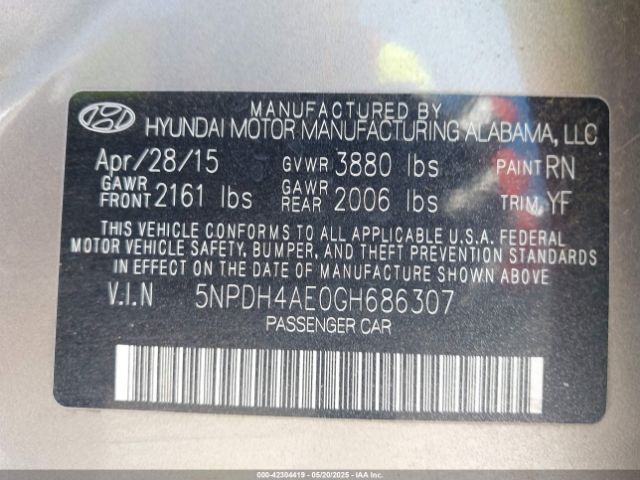 MANUFACTURED BY
HYUNDAI MOTOR MANUFACTURING ALABAMA, LLC
Apr/28/15 GVWR 3880 lbs PAINT RN
GAWR FRONT 2161 lbs GAWR REAR 2006 lbs TRIM, YF
THIS VEHICLE CONFORMS TO ALL APPLICABLE U.S.A. FEDERAL
MOTOR VEHICLE SAFETY, BUMPER, AND THEFT PREVENTION STANDARDS
IN EFFECT ON THE DATE OF MANUFACTURE SHOWN ABOVE
V.I.N 5NPDH4AE0GH686307
PASSENGER CAR
000-42304419 - 05/20/2025 - IAA Inc.